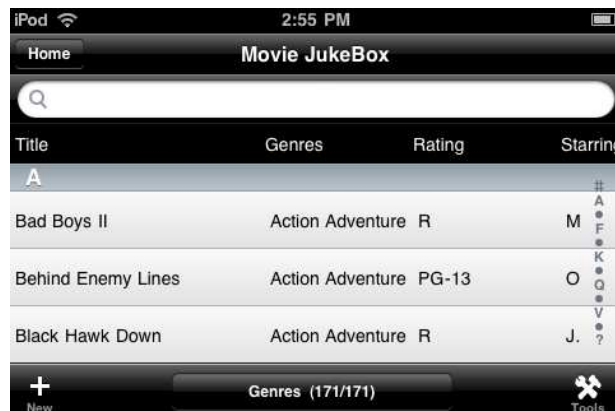 iPod 2:55 PM
Home Movie JukeBox
Title Genres Rating Starring
A
Bad Boys II Action Adventure R M
Behind Enemy Lines Action Adventure PG-13 O
Black Hawk Down Action Adventure R J.
#
A
F
K
Q
V
?
New Genres (171/171) Tools